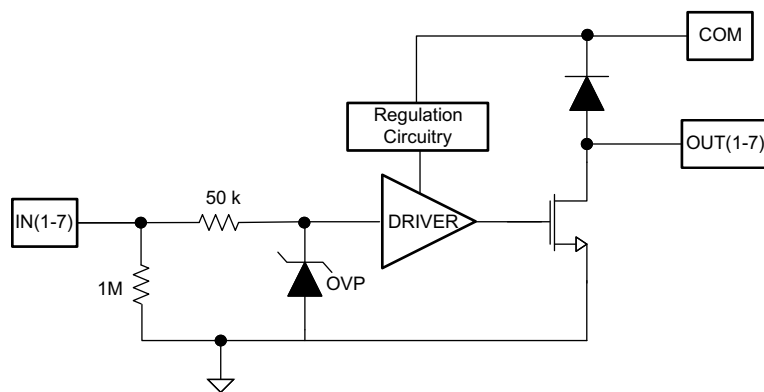 COM
Regulation
Circuitry
OUT(1-7)
50 k
IN(1-7)
DRIVER
1M
OVP